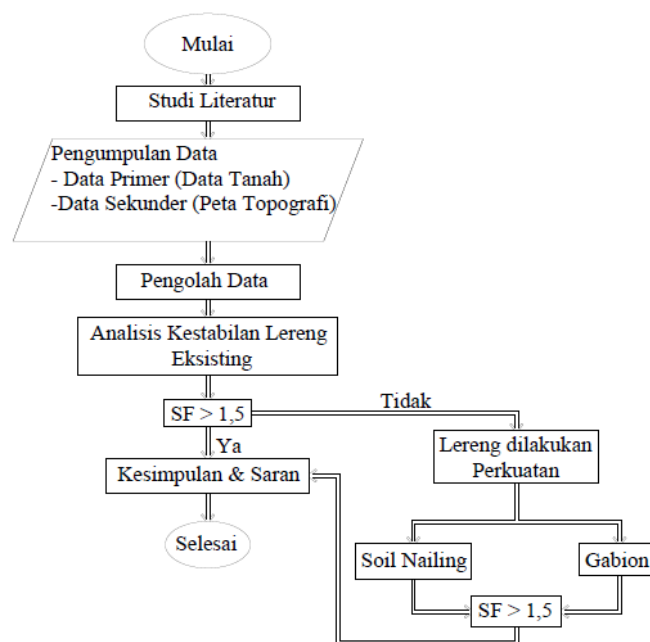 Mulai
Studi Literatur
Pengumpulan Data
- Data Primer (Data Tanah)
-Data Sekunder (Peta Topografi)
Pengolah Data
Analisis Kestabilan Lereng
Eksisting
SF > 1,5
Tidak
Ya
Lereng dilakukan
Perkuatan
Kesimpulan & Saran
Selesai
Soil Nailing
Gabion
SF > 1,5